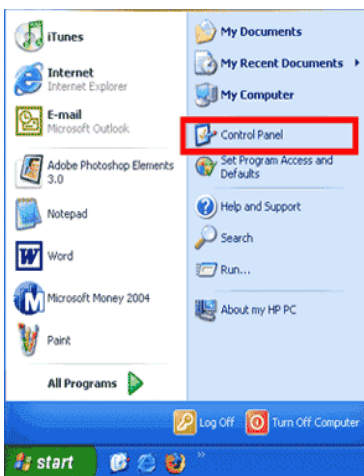 iTunes
Internet
Internet Explorer
E-mail
Microsoft Outlook
Adobe Photoshop Elements
3.0
Notepad
Word
Microsoft Money 2004
Paint
All Programs
My Documents
My Recent Documents
My Computer
Control Panel
Set Program Access and
Defaults
Help and Support
Search
Run...
About my HP PC
Log Off
Turn Off Computer
start